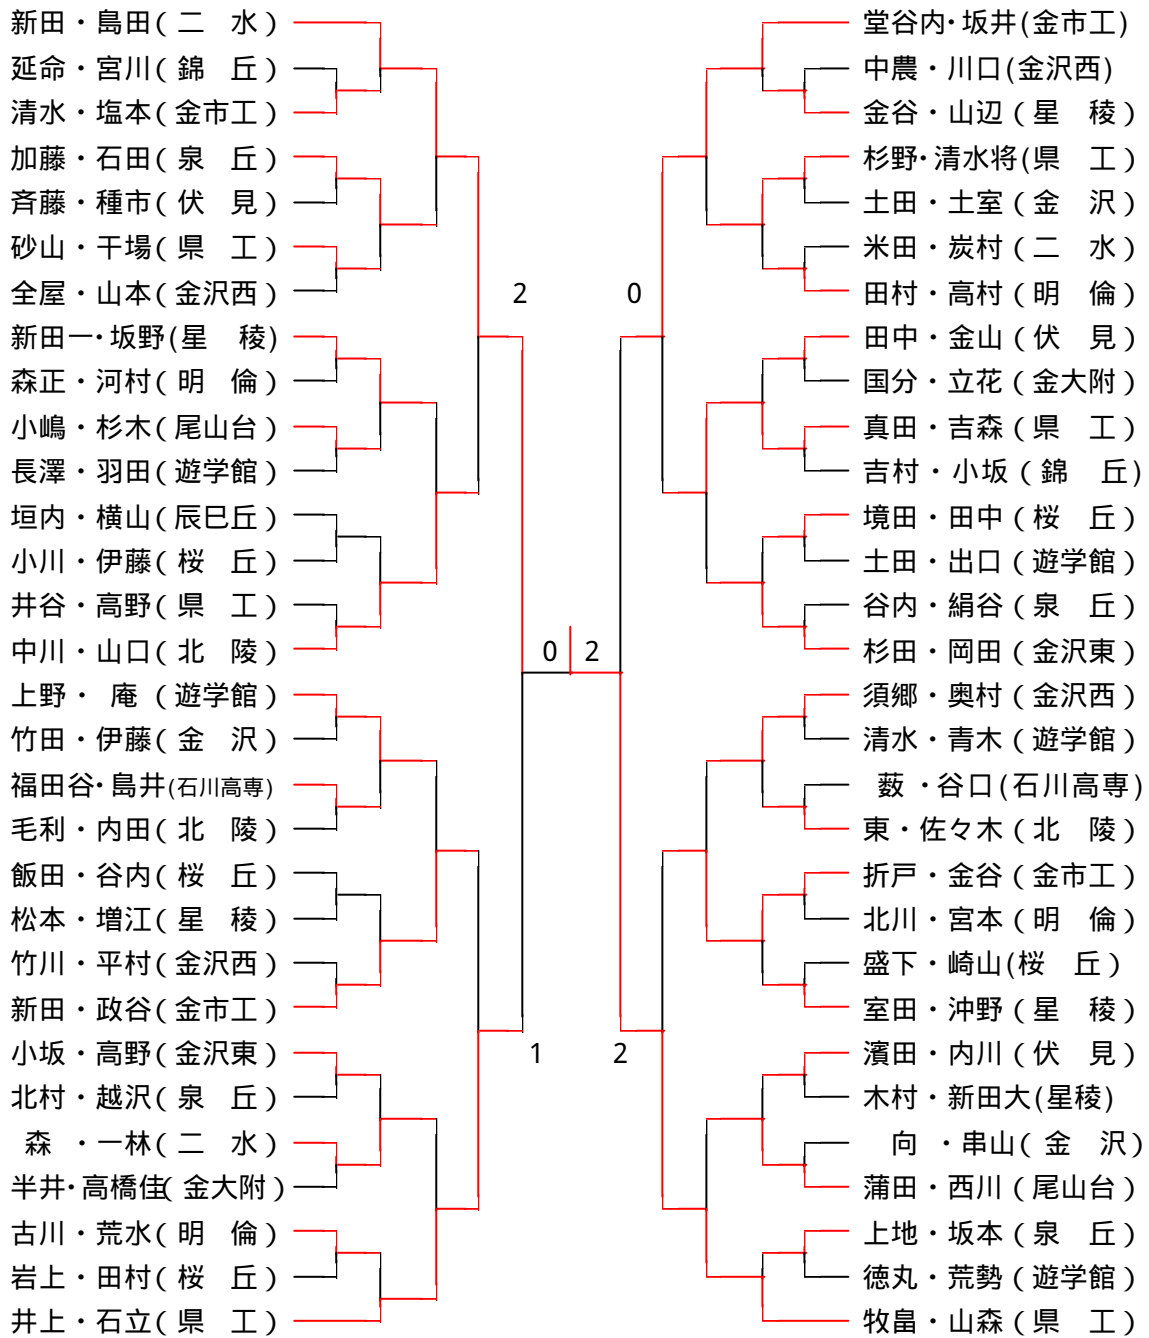 新田・島田(二　水)
延命・宮川(錦　丘)
清水・塩本(金市工)
加藤・石田(泉　丘)
斉藤・種市(伏　見)
砂山・干場(県　工)
全屋・山本(金沢西)
新田一・坂野(星　稜)
森正・河村(明　倫)
小嶋・杉木(尾山台)
長澤・羽田(遊学館)
垣内・横山(辰巳丘)
小川・伊藤(桜　丘)
井谷・高野(県　工)
中川・山口(北　陵)
上野・ 庵 (遊学館)
竹田・伊藤(金　沢)
福田谷・島井(石川高専)
毛利・内田(北　陵)
飯田・谷内(桜　丘)
松本・増江(星　稜)
竹川・平村(金沢西)
新田・政谷(金市工)
小坂・高野(金沢東)
北村・越沢(泉　丘)
森　・一林(二　水)
半井・高橋佳(金大附)
古川・荒水(明　倫)
岩上・田村(桜　丘)
井上・石立(県　工)
2
0
0
2
1
2
堂谷内・坂井(金市工)
中農・川口(金沢西)
金谷・山辺(星　稜)
杉野・清水将(県　工)
土田・土室(金　沢)
米田・炭村(二　水)
田村・高村(明　倫)
田中・金山(伏　見)
国分・立花(金大附)
真田・吉森(県　工)
吉村・小坂(錦　丘)
境田・田中(桜　丘)
土田・出口(遊学館)
谷内・絹谷(泉　丘)
杉田・岡田(金沢東)
須郷・奥村(金沢西)
清水・青木(遊学館)
薮　・谷口(石川高専)
東・佐々木(北　陵)
折戸・金谷(金市工)
北川・宮本(明　倫)
盛下・崎山(桜　丘)
室田・沖野(星　稜)
濱田・内川(伏　見)
木村・新田大(星稜)
向　・串山(金　沢)
蒲田・西川(尾山台)
上地・坂本(泉　丘)
徳丸・荒勢(遊学館)
牧畠・山森(県　工)